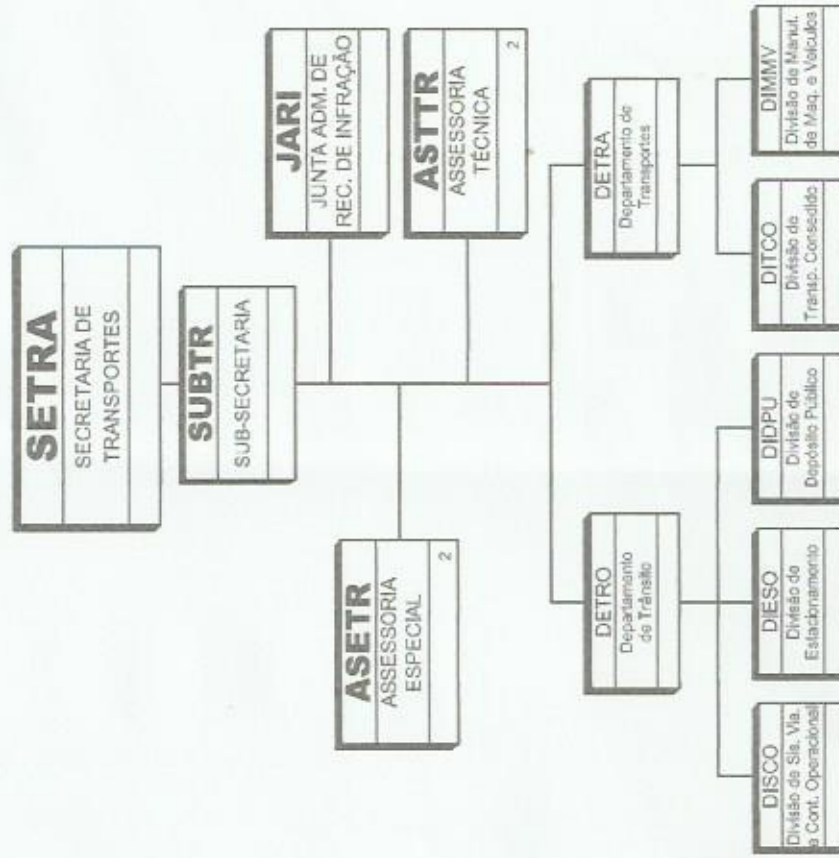 SETRA
SECRETARIA DE
TRANSPORTES
SUBTR
SUB-SECRETARIA
JARI
JUNTA ADM. DE
REC. DE INFRAÇÃO
ASETR
ASSESSORIA
ESPECIAL
2
ASTTR
ASSESSORIA
TÉCNICA
2
DETRO
Departamento
de Trânsito
DETRA
Departamento de
Transportes
DISCO
Divisão de Sis. Via.
e Cont. Operacional
DIESO
Divisão de
Estacionamento
DIDPU
Divisão de
Depósito Público
DITCO
Divisão de
Transp. Consedido
DIMMV
Divisão de Manut.
de Maq. e Veículos